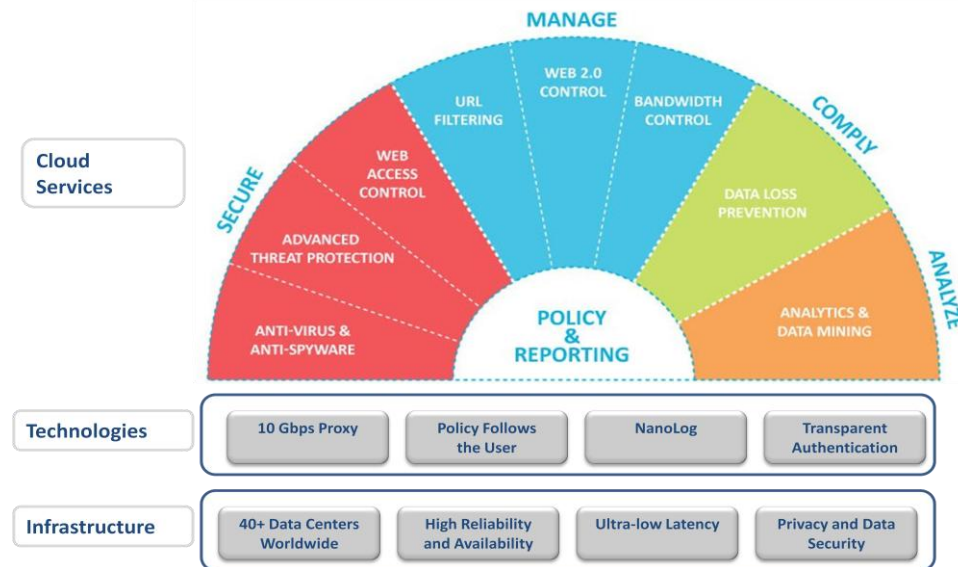 MANAGE
COMPLY
SECURE
ANALYZE
Cloud
Services
URL
FILTERING
WEB 2.0
CONTROL
BANDWIDTH
CONTROL
WEB
ACCESS
CONTROL
DATA LOSS
PREVENTION
ADVANCED
THREAT PROTECTION
ANTI-VIRUS &
ANTI-SPYWARE
ANALYTICS &
DATA MINING
POLICY
&
REPORTING
Technologies
10 Gbps Proxy
Policy Follows
the User
NanoLog
Transparent
Authentication
Infrastructure
40+ Data Centers
Worldwide
High Reliability
and Availability
Ultra-low Latency
Privacy and Data
Security